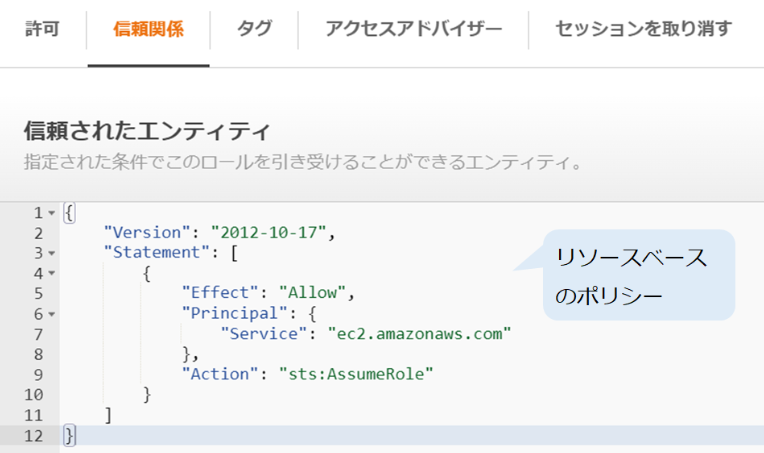 許可 信頼関係 タグ アクセスアドバイザー セッションを取り消す
信頼されたエンティティ
指定された条件でこのロールを引き受けることができるエンティティ。
1 {
2 "Version": "2012-10-17",
3 "Statement": [
4 {
5 "Effect": "Allow",
6 "Principal": {
7 "Service": "ec2.amazonaws.com"
8 },
9 "Action": "sts:AssumeRole"
10 }
11 ]
12 }
リソースベース
のポリシー